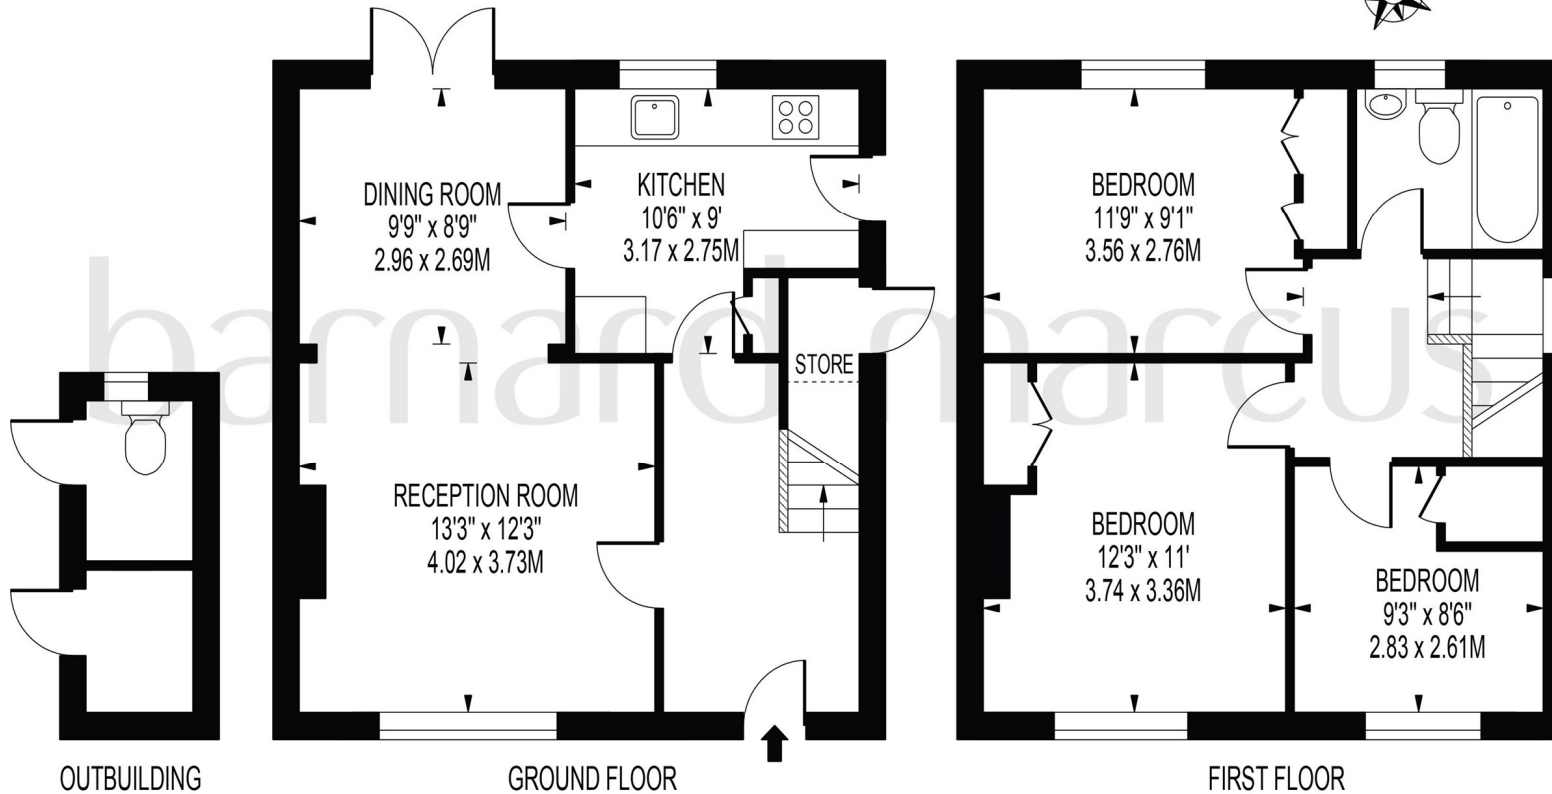 DINING ROOM
9'9" x 8'9"
2.96 x 2.69M
KITCHEN
10'6" x 9'
3.17 x 2.75M
STORE
RECEPTION ROOM
13'3" x 12'3"
4.02 x 3.73M
BEDROOM
11'9" x 9'1"
3.56 x 2.76M
BEDROOM
12'3" x 11'
3.74 x 3.36M
BEDROOM
9'3" x 8'6"
2.83 x 2.61M
barnard marcus
OUTBUILDING
GROUND FLOOR
FIRST FLOOR